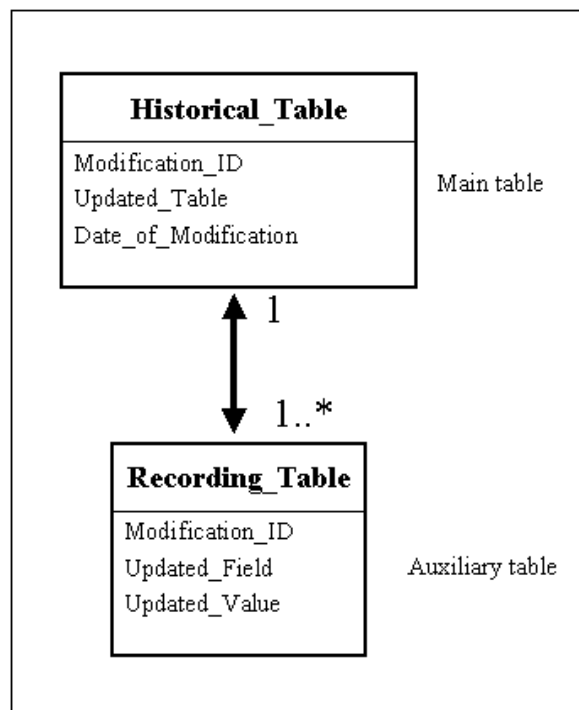 Historical_Table
Modification_ID
Updated_Table
Date_of_Modification
Main table
1
1..*
Recording_Table
Modification_ID
Updated_Field
Updated_Value
Auxiliary table